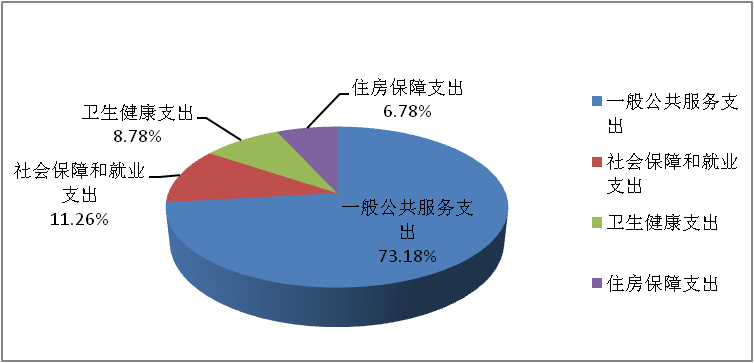 住房保障支出
6.78%
卫生健康支出
8.78%
社会保障和就业
支出
11.26%
一般公共服务支
出
73.18%
一般公共服务支
出
社会保障和就业
支出
卫生健康支出
住房保障支出